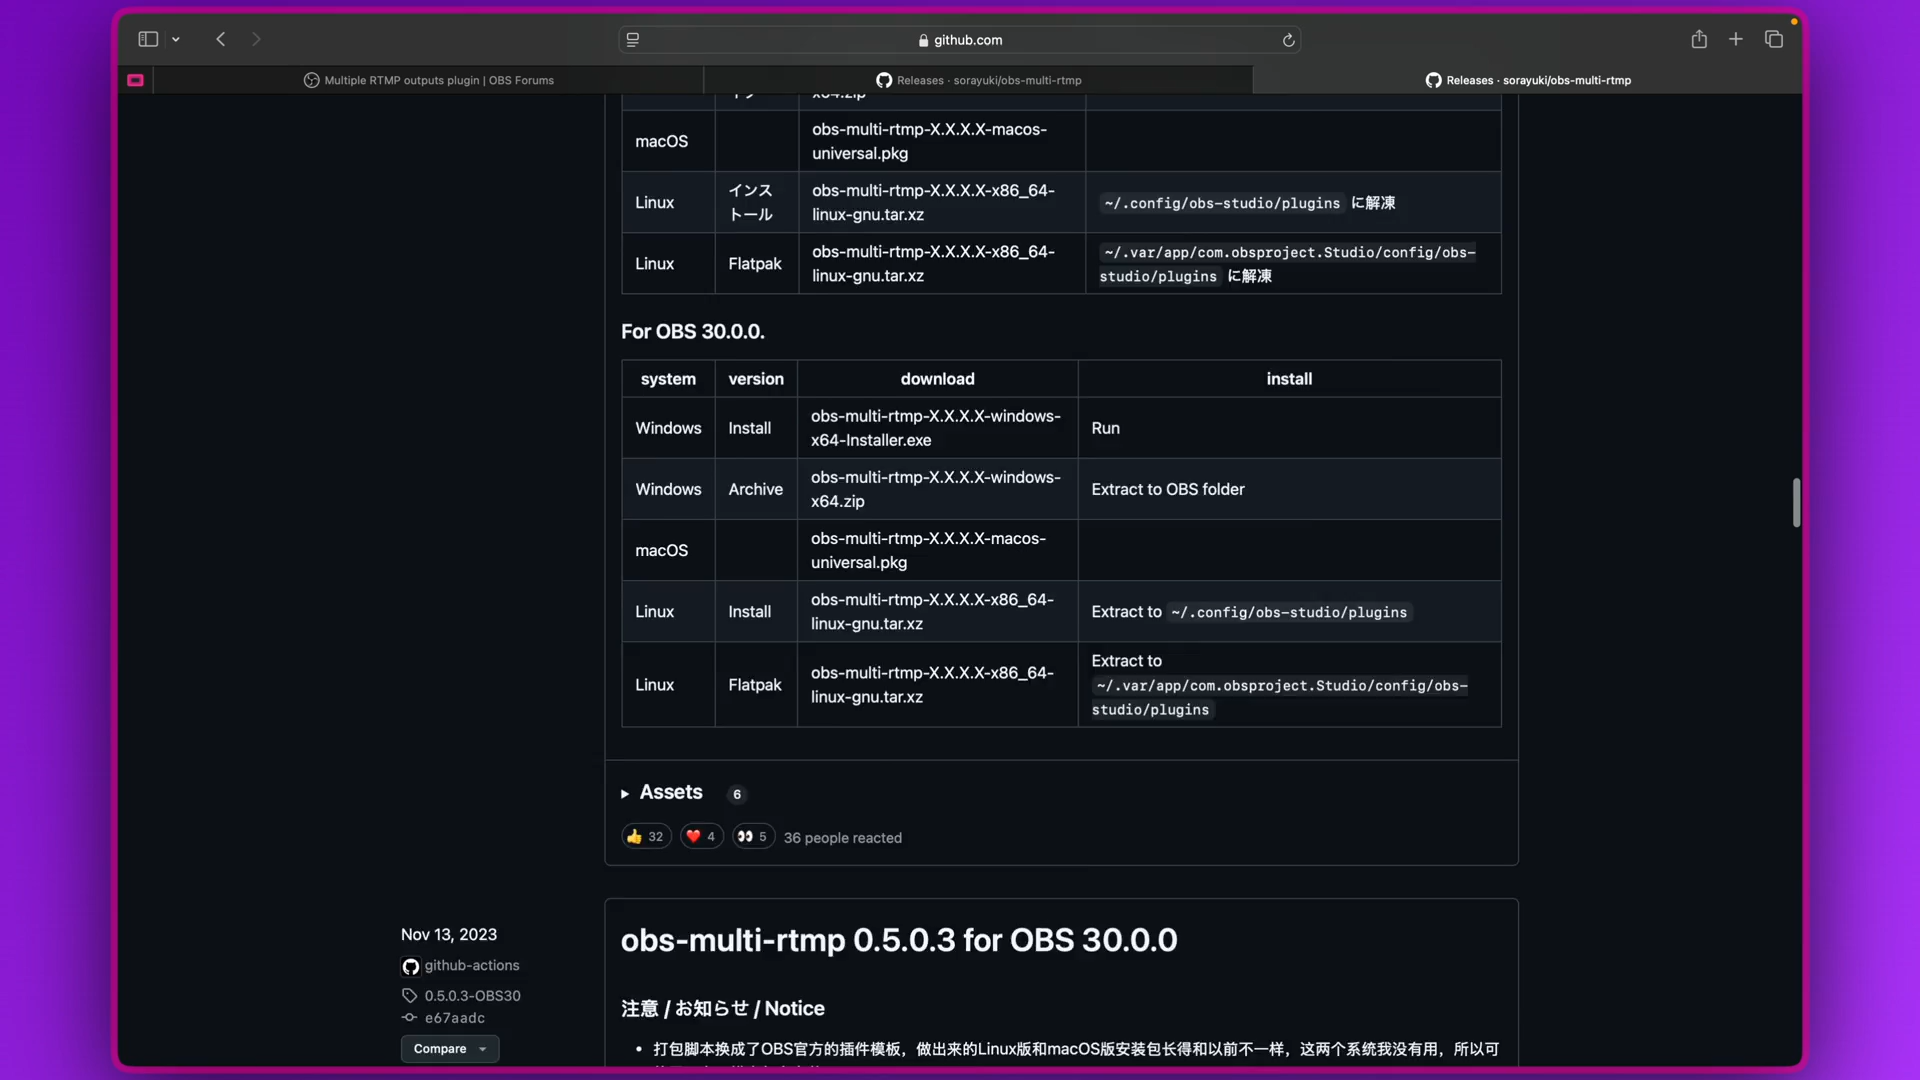 github.com
Multiple RTMP outputs plugin | OBS Forums
Releases · sorayuki/obs-multi-rtmp
Releases · sorayuki/obs-multi-rtmp
x64.zip
macOS
obs-multi-rtmp-X.X.X.X-macos-
universal.pkg
Linux
インス
トール
obs-multi-rtmp-X.X.X.X-x86_64-
linux-gnu.tar.xz
~/.config/obs-studio/plugins に解凍
Linux
Flatpak
obs-multi-rtmp-X.X.X.X-x86_64-
linux-gnu.tar.xz
~/.var/app/com.obsproject.Studio/config/obs-
studio/plugins に解凍
For OBS 30.0.0.
system version download install
Windows
Install
obs-multi-rtmp-X.X.X.X-windows-
x64-Installer.exe
Run
Windows
Archive
obs-multi-rtmp-X.X.X.X-windows-
x64.zip
Extract to OBS folder
macOS
obs-multi-rtmp-X.X.X.X-macos-
universal.pkg
Linux
Install
obs-multi-rtmp-X.X.X.X-x86_64-
linux-gnu.tar.xz
Extract to ~/.config/obs-studio/plugins
Linux
Flatpak
obs-multi-rtmp-X.X.X.X-x86_64-
linux-gnu.tar.xz
Extract to
~/.var/app/com.obsproject.Studio/config/obs-
studio/plugins
Assets 6
32 4 5 36 people reacted
Nov 13, 2023
github-actions
0.5.0.3-OBS30
e67aadc
Compare
obs-multi-rtmp 0.5.0.3 for OBS 30.0.0
注意 / お知らせ / Notice
• 打包脚本换成了OBS官方的插件模板，做出来的Linux版和macOS版安装包长得和以前不一样，这两个系统我没有用，所以可